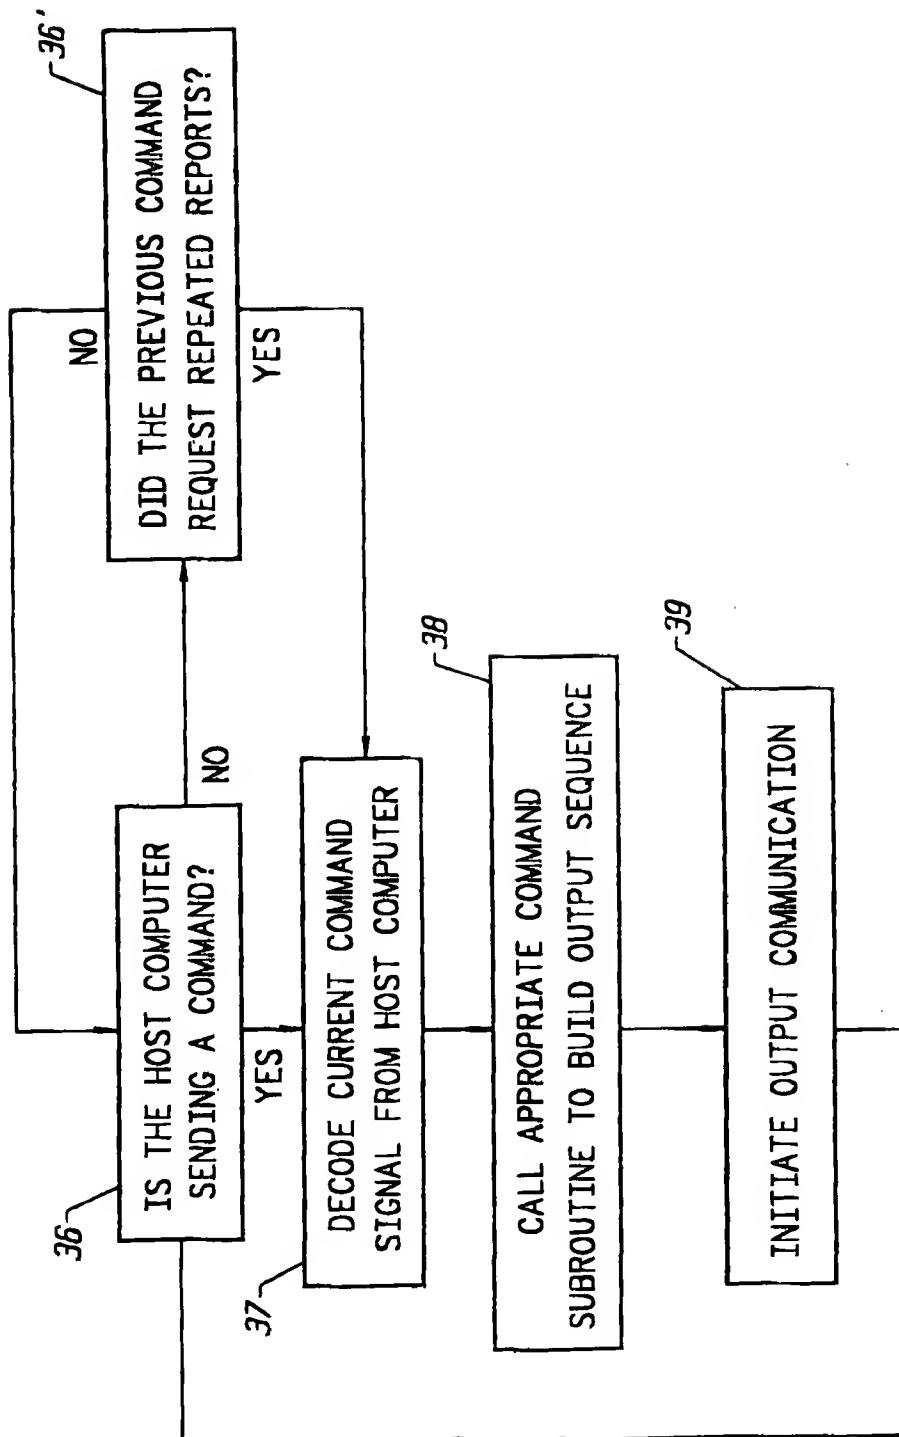 36
IS THE HOST COMPUTER
SENDING A COMMAND?
NO
YES
36'
DID THE PREVIOUS COMMAND
REQUEST REPEATED REPORTS?
NO
YES
37
DECODE CURRENT COMMAND
SIGNAL FROM HOST COMPUTER
38
CALL APPROPRIATE COMMAND
SUBROUTINE TO BUILD OUTPUT SEQUENCE
39
INITIATE OUTPUT COMMUNICATION